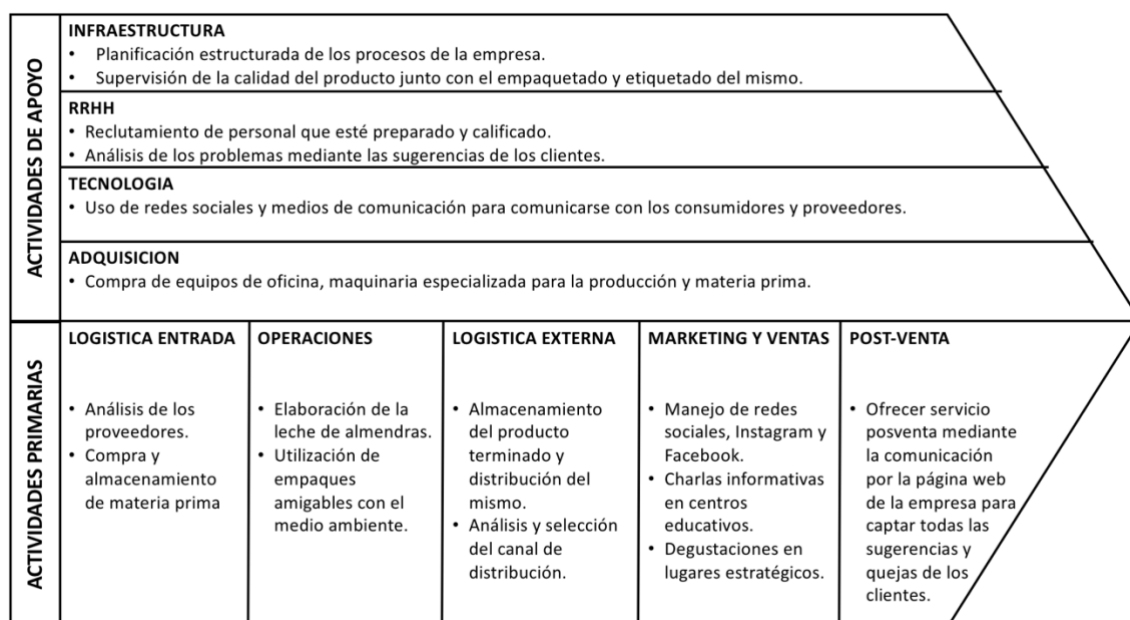 ACTIVIDADES DE APOYO
INFRAESTRUCTURA
• Planificación estructurada de los procesos de la empresa.
• Supervisión de la calidad del producto junto con el empaquetado y etiquetado del mismo.
RRHH
• Reclutamiento de personal que esté preparado y calificado.
• Análisis de los problemas mediante las sugerencias de los clientes.
TECNOLOGIA
• Uso de redes sociales y medios de comunicación para comunicarse con los consumidores y proveedores.
ADQUISICION
• Compra de equipos de oficina, maquinaria especializada para la producción y materia prima.
ACTIVIDADES PRIMARIAS
LOGISTICA ENTRADA
• Análisis de los
proveedores.
• Compra y
almacenamiento
de materia prima
OPERACIONES
• Elaboración de la
leche de almendras.
• Utilización de
empaques
amigables con el
medio ambiente.
LOGISTICA EXTERNA
• Almacenamiento
del producto
terminado y
distribución del
mismo.
• Análisis y selección
del canal de
distribución.
MARKETING Y VENTAS
• Manejo de redes
sociales, Instagram y
Facebook.
• Charlas informativas
en centros
educativos.
• Degustaciones en
lugares estratégicos.
POST-VENTA
• Ofrecer servicio
posventa mediante
la comunicación
por la página web
de la empresa para
captar todas las
sugerencias y
quejas de los
clientes.